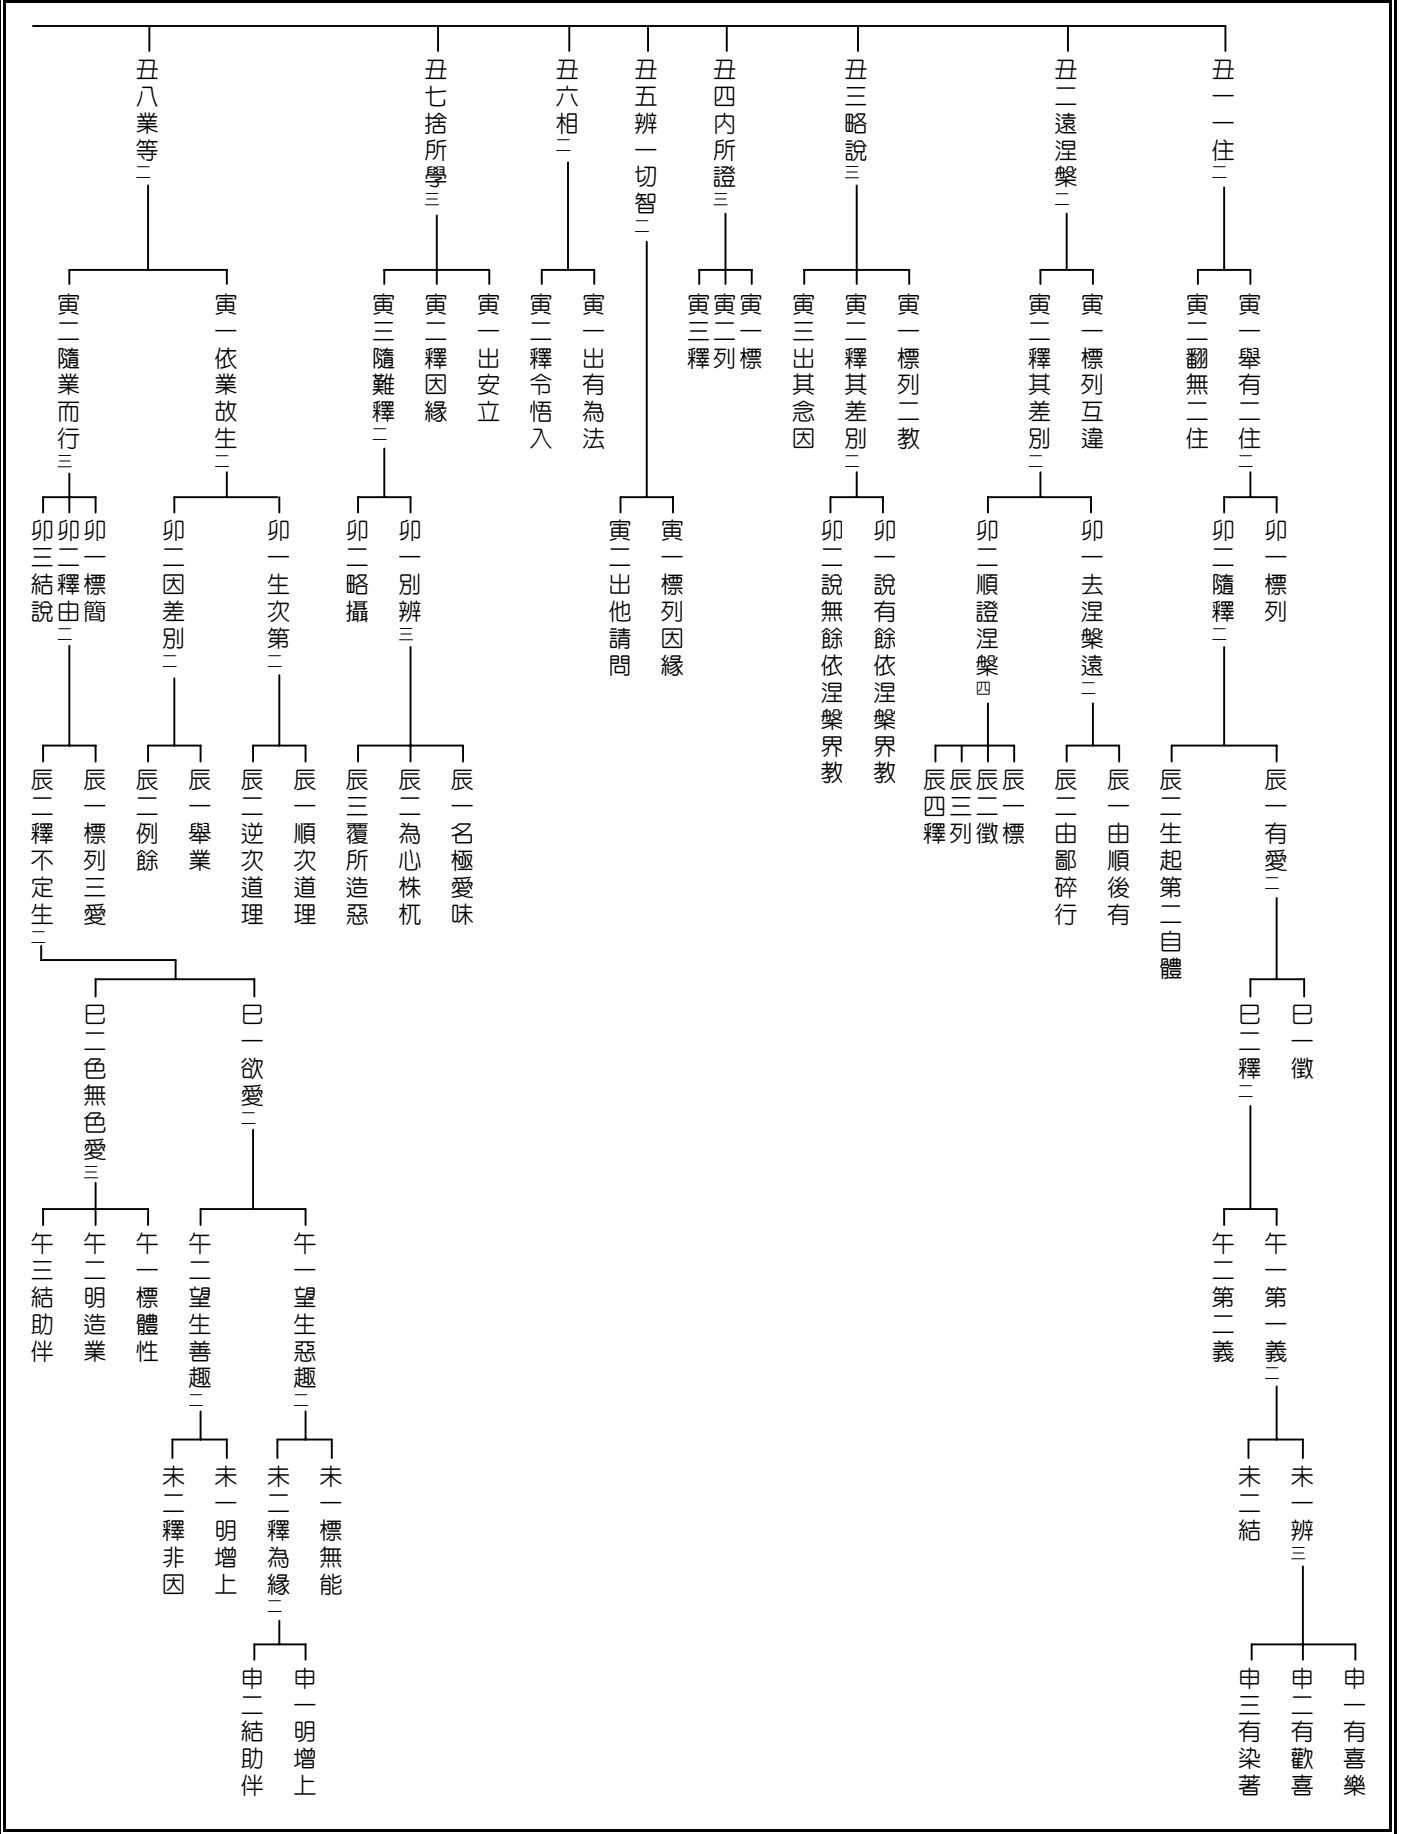 丑一一住二
寅一舉有二住二
卯一標列
卯二隨釋二
辰一有愛二
巳一徵
巳二釋二
午一第一義二
未一辨三
申一有喜樂
申二有歡喜
申三有染著
未二結
午二第二義
辰二生起第二自體
寅二翻無二住
丑二遠涅槃二
寅一標列互違
寅二釋其差別二
卯一去涅槃遠二
辰一由順後有
辰二由鄙碎行
卯二順證涅槃四
辰一標
辰二徵
辰三列
辰四釋
丑三略說三
寅一標列二教
寅二釋其差別二
卯一說有餘依涅槃界教
卯二說無餘依涅槃界教
寅三出其念因
丑四內所證三
寅一標
寅二列
寅三釋
丑五辨一切智二
寅一標列因緣
寅二出他請問
丑六相二
寅一出有為法
寅二釋令悟入
丑七捨所學三
寅一出安立
寅二釋因緣
寅三隨難釋二
卯一別辨三
辰一名極愛味
辰二為心株杌
辰三覆所造惡
卯二略攝
丑八業等二
寅一依業故生二
卯一生次第二
辰一順次道理
辰二逆次道理
卯二因差別二
辰一舉業
辰二例餘
寅二隨業而行三
卯一標簡
卯二釋由二
辰一標列三愛
辰二釋不定生二
巳一欲愛二
午一望生惡趣二
未一標無能
未二釋為緣二
申一明增上
申二結助伴
午二望生善趣二
未一明增上
未二釋非因
巳二色無色愛三
午一標體性
午二明造業
午三結助伴
卯三結說